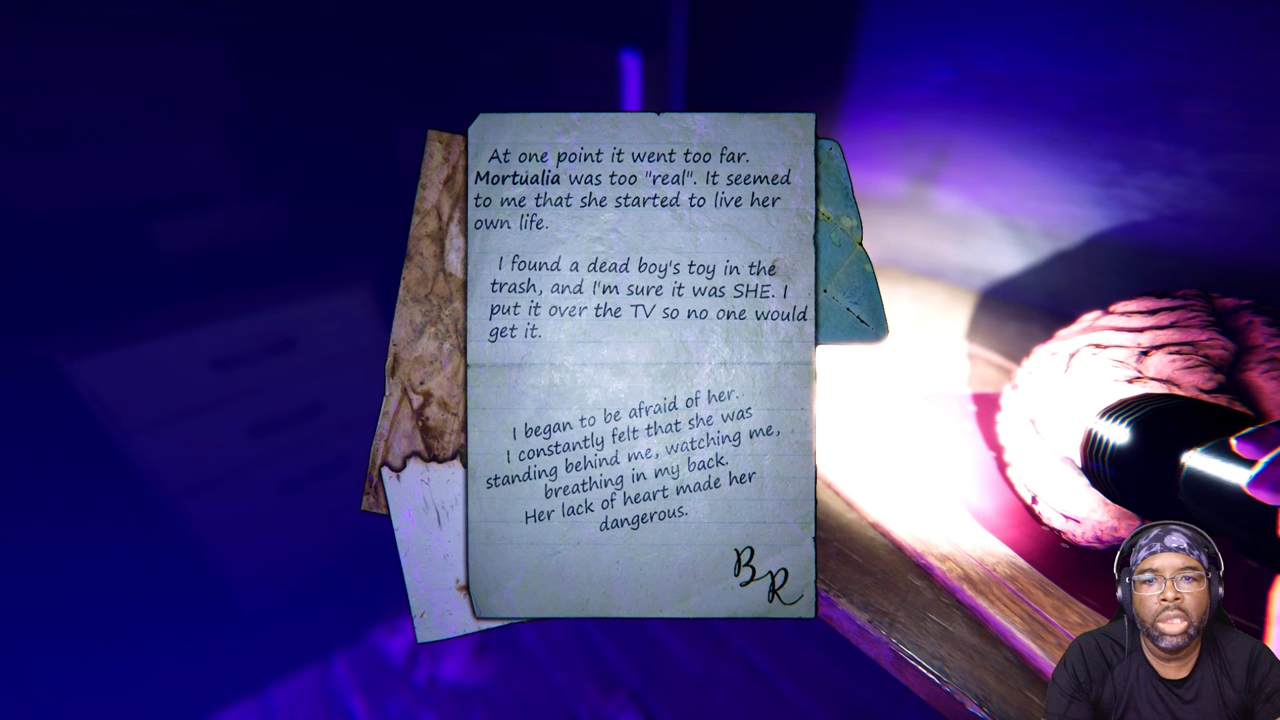 At one point it went too far.
Mortualia was too "real". It seemed
to me that she started to live her
own life.
I found a dead boy's toy in the
trash, and I'm sure it was SHE. I
put it over the TV so no one would
get it.
I began to be afraid of her.
I constantly felt that she was
standing behind me, watching me,
breathing in my back.
Her lack of heart made her
dangerous.
BR